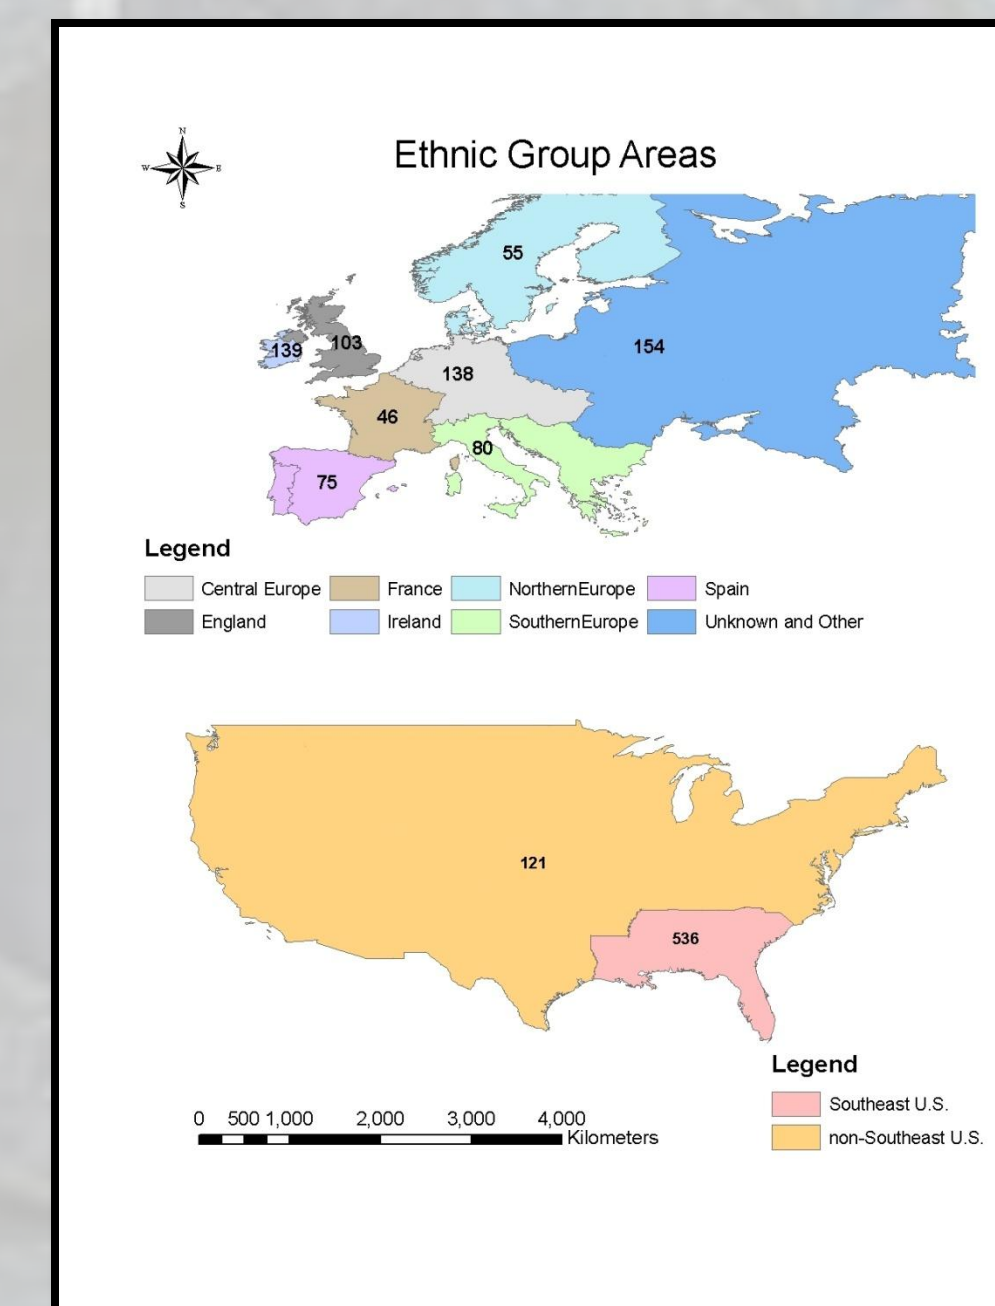 N
W E
S
Ethnic Group Areas
55
154
103
139
138
46
80
75
Legend
Central Europe France NorthernEurope Spain
England Ireland SouthernEurope Unknown and Other
121
536
Legend
Southeast U.S.
non-Southeast U.S.
0 500 1,000 2,000 3,000 4,000
Kilometers